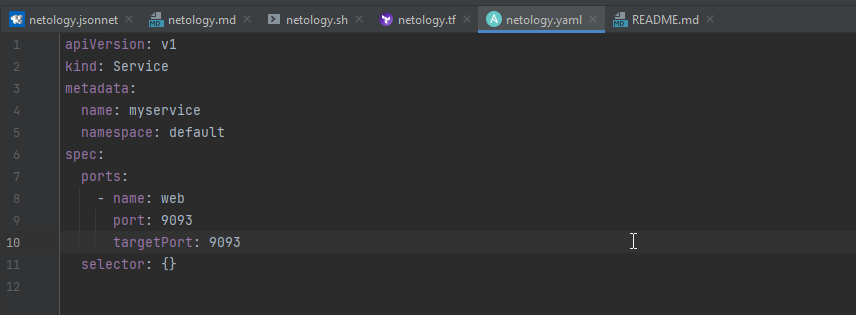 netology.jsonnet netology.md netology.sh netology.tf netology.yaml README.md
1 apiVersion: v1
2 kind: Service
3 metadata:
4   name: myservice
5   namespace: default
6 spec:
7   ports:
8     - name: web
9       port: 9093
10       targetPort: 9093
11   selector: {}
12